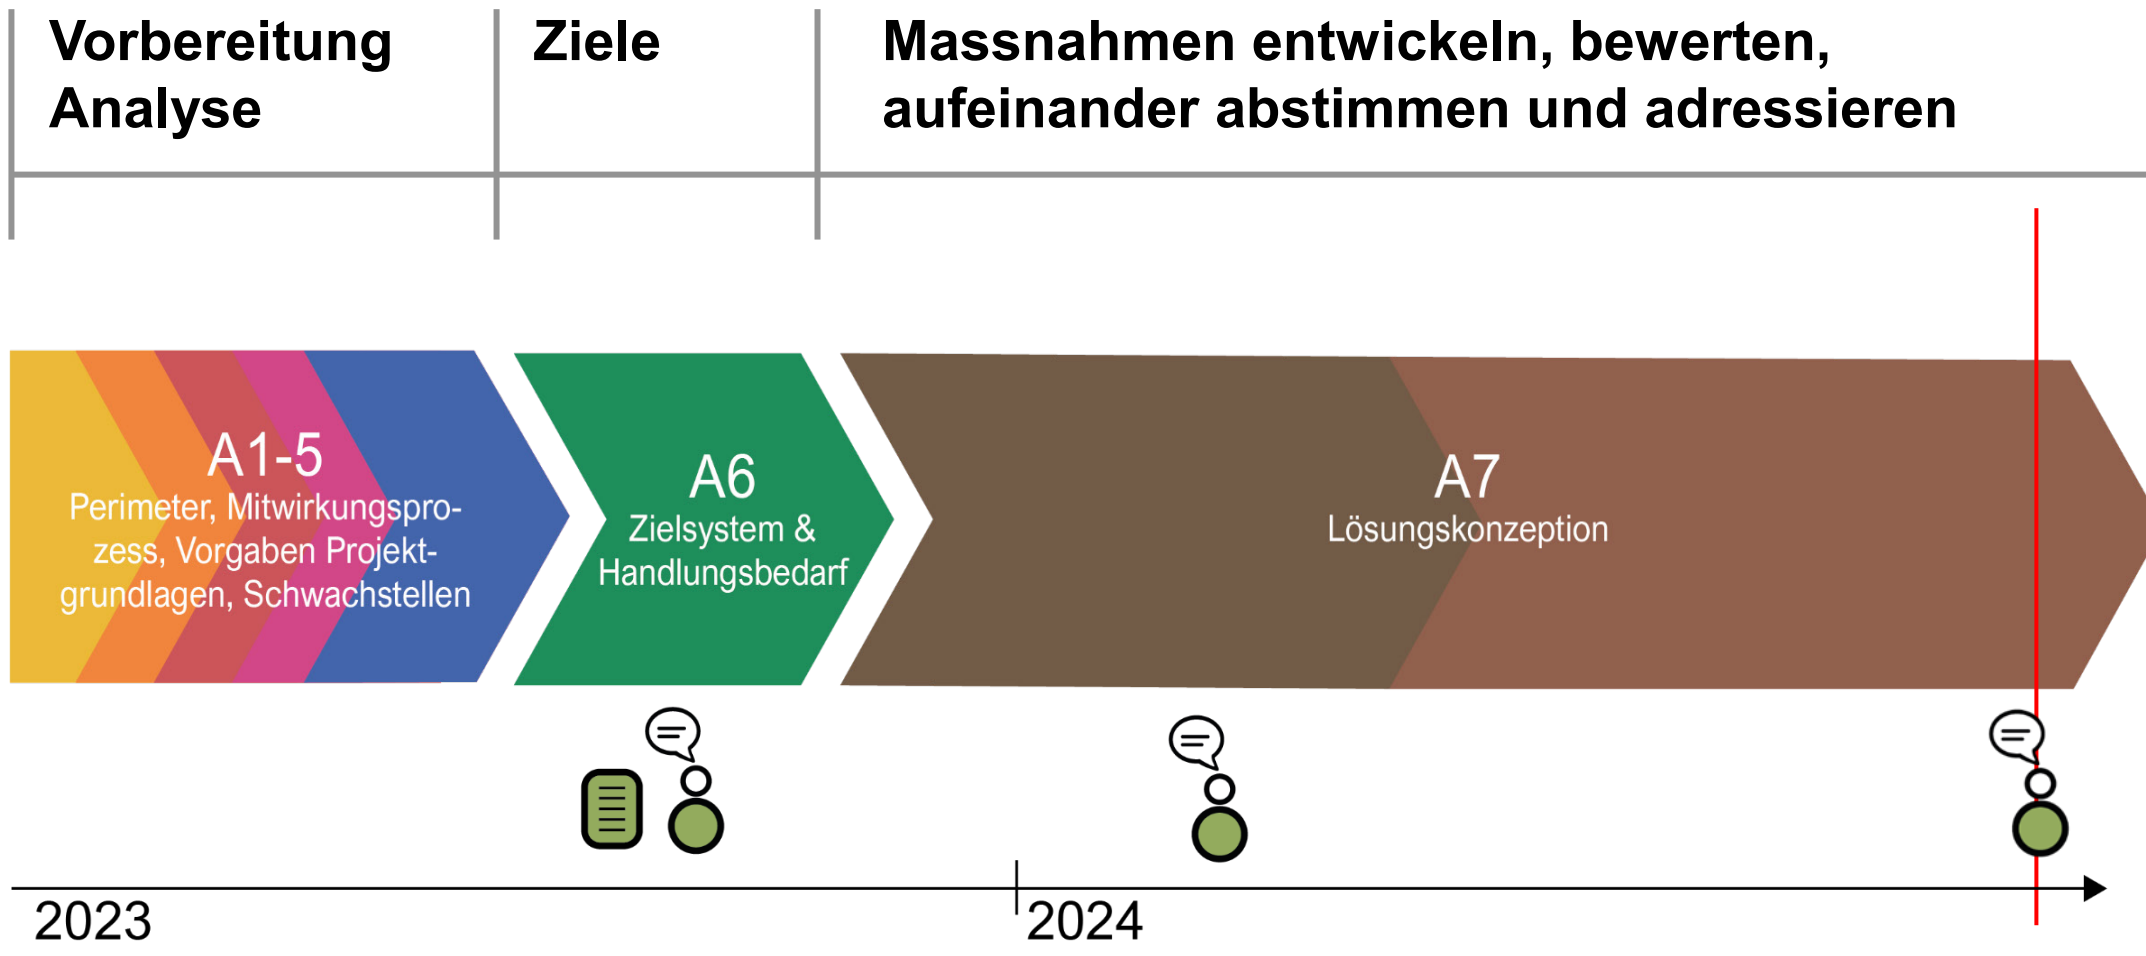 Vorbereitung
Analyse
Ziele
Massnahmen entwickeln, bewerten,
aufeinander abstimmen und adressieren
A1-5
Perimeter, Mitwirkungspro-
zess, Vorgaben Projekt-
grundlagen, Schwachstellen
A6
Zielsystem &
Handlungsbedarf
A7
Lösungskonzeption
2023
2024